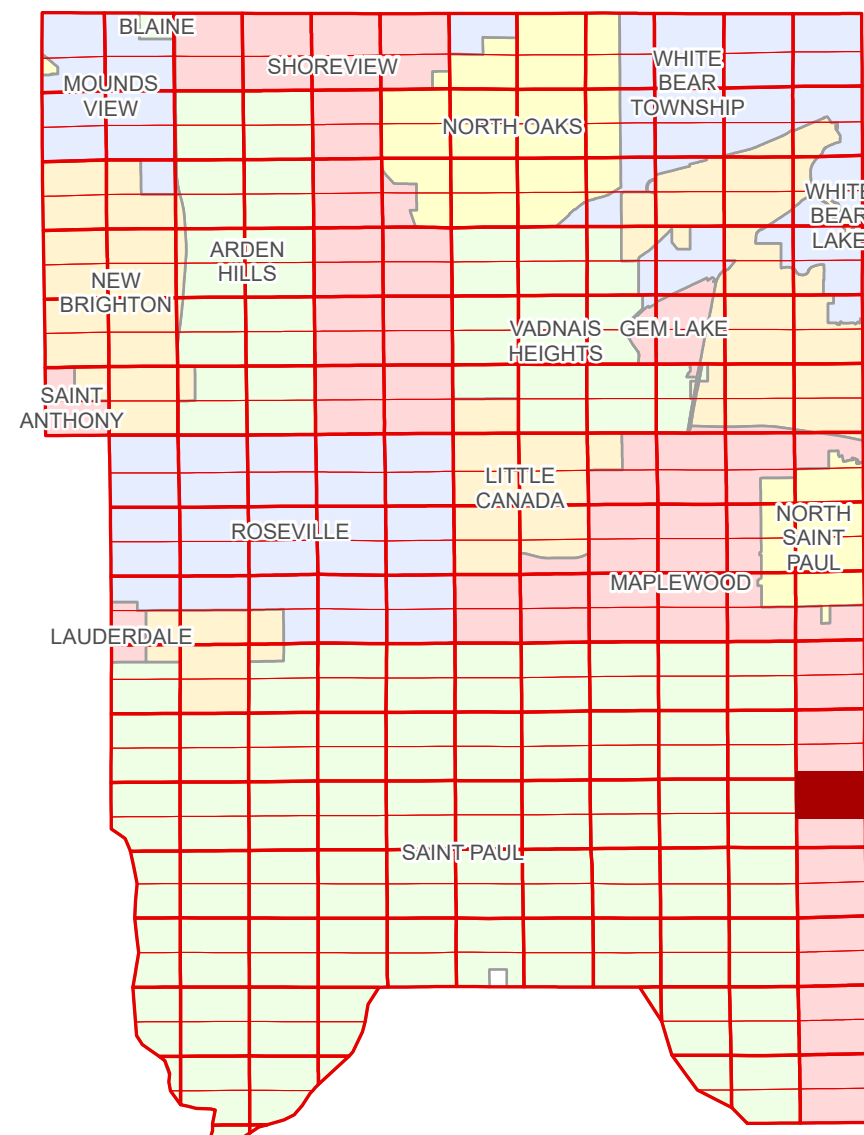 BLAINE
SHOREVIEW
WHITE
BEAR
TOWNSHIP
MOUNDS
VIEW
NORTH OAKS
WHITE
BEAR
LAKE
ARDEN
HILLS
NEW
BRIGHTON
VADNAIS
HEIGHTS
GEM LAKE
SAINT
ANTHONY
LITTLE
CANADA
NORTH
SAINT
PAUL
ROSEVILLE
MAPLEWOOD
LAUDERDALE
SAINT PAUL